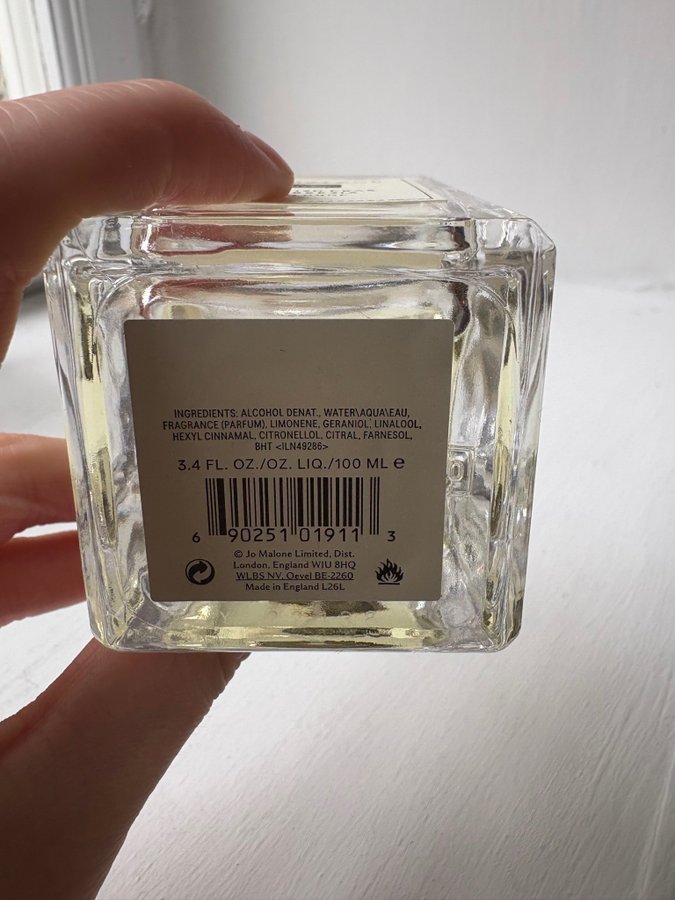 INGREDIENTS: ALCOHOL DENAT., WATER\AQUA\EAU,
FRAGRANCE (PARFUM), LIMONENE, GERANIOL, LINALOOL,
HEXYL CINNAMAL, CITRONELLOL, CITRAL, FARNESOL,
BHT <ILN49286>
3.4 FL. OZ./OZ. LIQ./100 ML e
6 90251 01911 3
© Jo Malone Limited, Dist.
London, England W1U 8HQ
WLBS NV, Oevel BE-2260
Made in England L26L